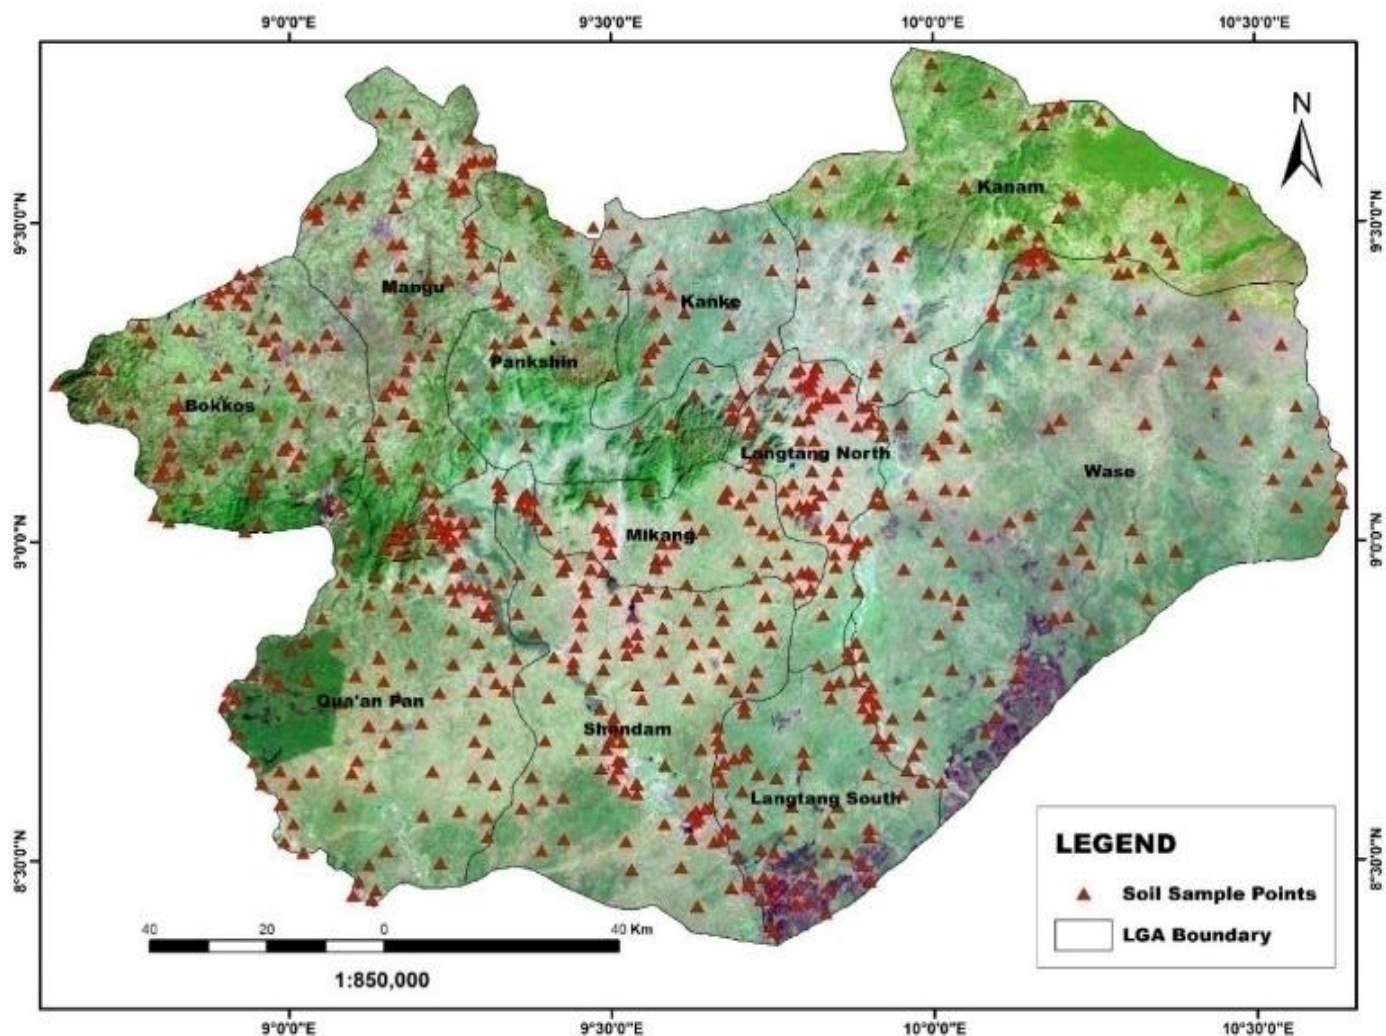 9°0'0"E 9°30'0"E 10°0'0"E 10°30'0"E
N
Kanam
9°30'0"N 9°30'0"N
Mangu
Kanke
Pankshin
Bokkos
Langtang North
Wase
Mikang
9°0'0"N 9°0'0"N
Qua'an Pan
Shendam
Langtang South
LEGEND
8°30'0"N 8°30'0"N
Soil Sample Points
40 20 0 40 Km
LGA Boundary
1:850,000
9°0'0"E 9°30'0"E 10°0'0"E 10°30'0"E